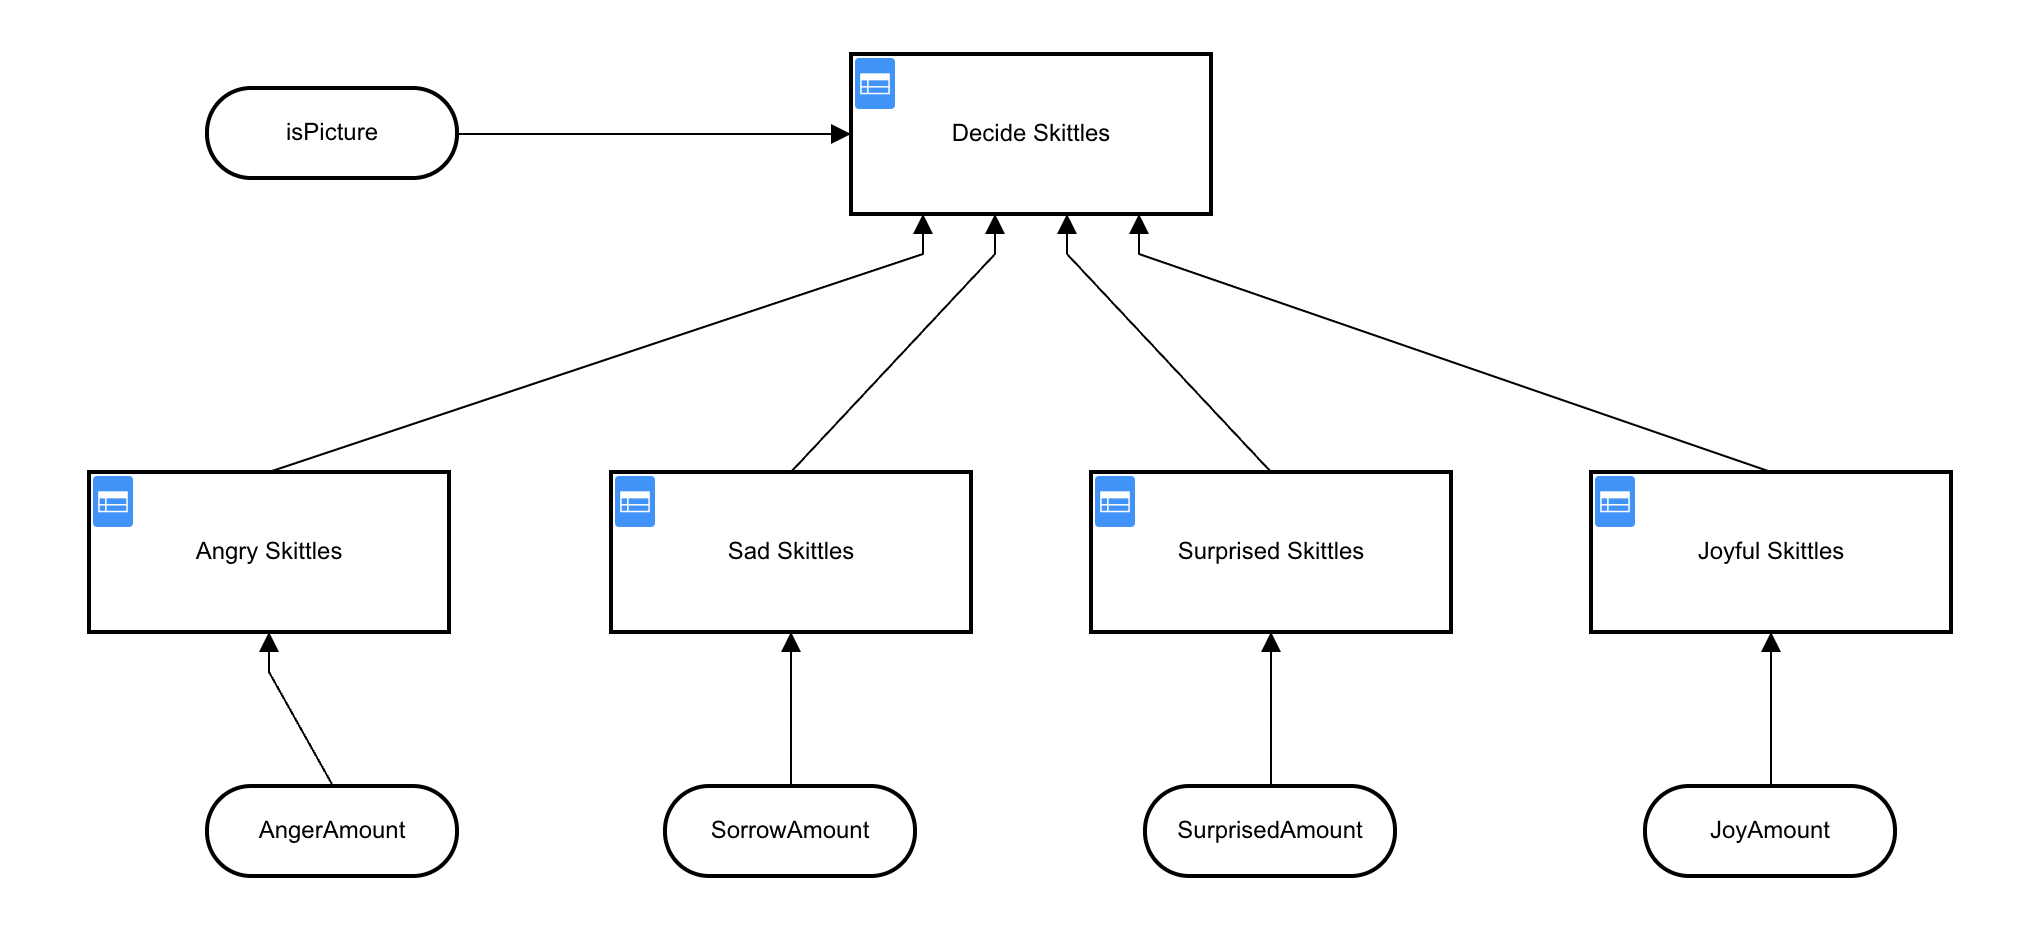 isPicture
Decide Skittles
Angry Skittles
Sad Skittles
Surprised Skittles
Joyful Skittles
AngerAmount
SorrowAmount
SurprisedAmount
JoyAmount